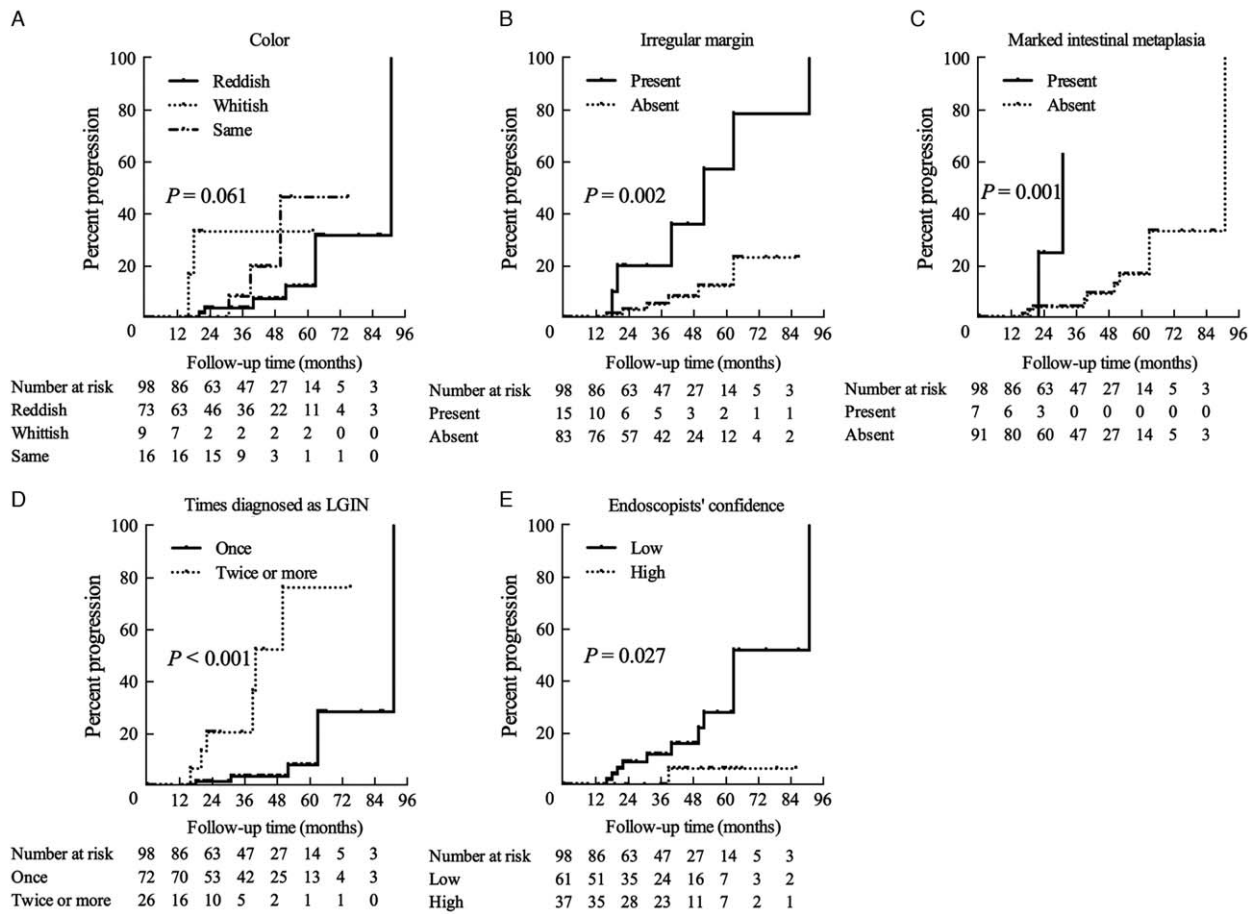 A
Color
100
80
60
40
20
0
Percent progression
Reddish
Whitish
Same
P = 0.061
12 24 36 48 60 72 84 96
Follow-up time (months)
Number at risk 98 86 63 47 27 14 5 3
Reddish 73 63 46 36 22 11 4 3
Whittish 9 7 2 2 2 2 0 0
Same 16 16 15 9 3 1 1 0
B
Irregular margin
100
80
60
40
20
0
Percent progression
Present
Absent
P = 0.002
12 24 36 48 60 72 84 96
Follow-up time (months)
Number at risk 98 86 63 47 27 14 5 3
Present 15 10 6 5 3 2 1 1
Absent 83 76 57 42 24 12 4 2
C
Marked intestinal metaplasia
100
80
60
40
20
0
Percent progression
Present
Absent
P = 0.001
12 24 36 48 60 72 84 96
Follow-up time (months)
Number at risk 98 86 63 47 27 14 5 3
Present 7 6 3 0 0 0 0 0
Absent 91 80 60 47 27 14 5 3
D
Times diagnosed as LGIN
100
80
60
40
20
0
Percent progression
Once
Twice or more
P < 0.001
12 24 36 48 60 72 84 96
Follow-up time (months)
Number at risk 98 86 63 47 27 14 5 3
Once 72 70 53 42 25 13 4 3
Twice or more 26 16 10 5 2 1 1 0
E
Endoscopists' confidence
100
80
60
40
20
0
Percent progression
Low
High
P = 0.027
12 24 36 48 60 72 84 96
Follow-up time (months)
Number at risk 98 86 63 47 27 14 5 3
Low 61 51 35 24 16 7 3 2
High 37 35 28 23 11 7 2 1